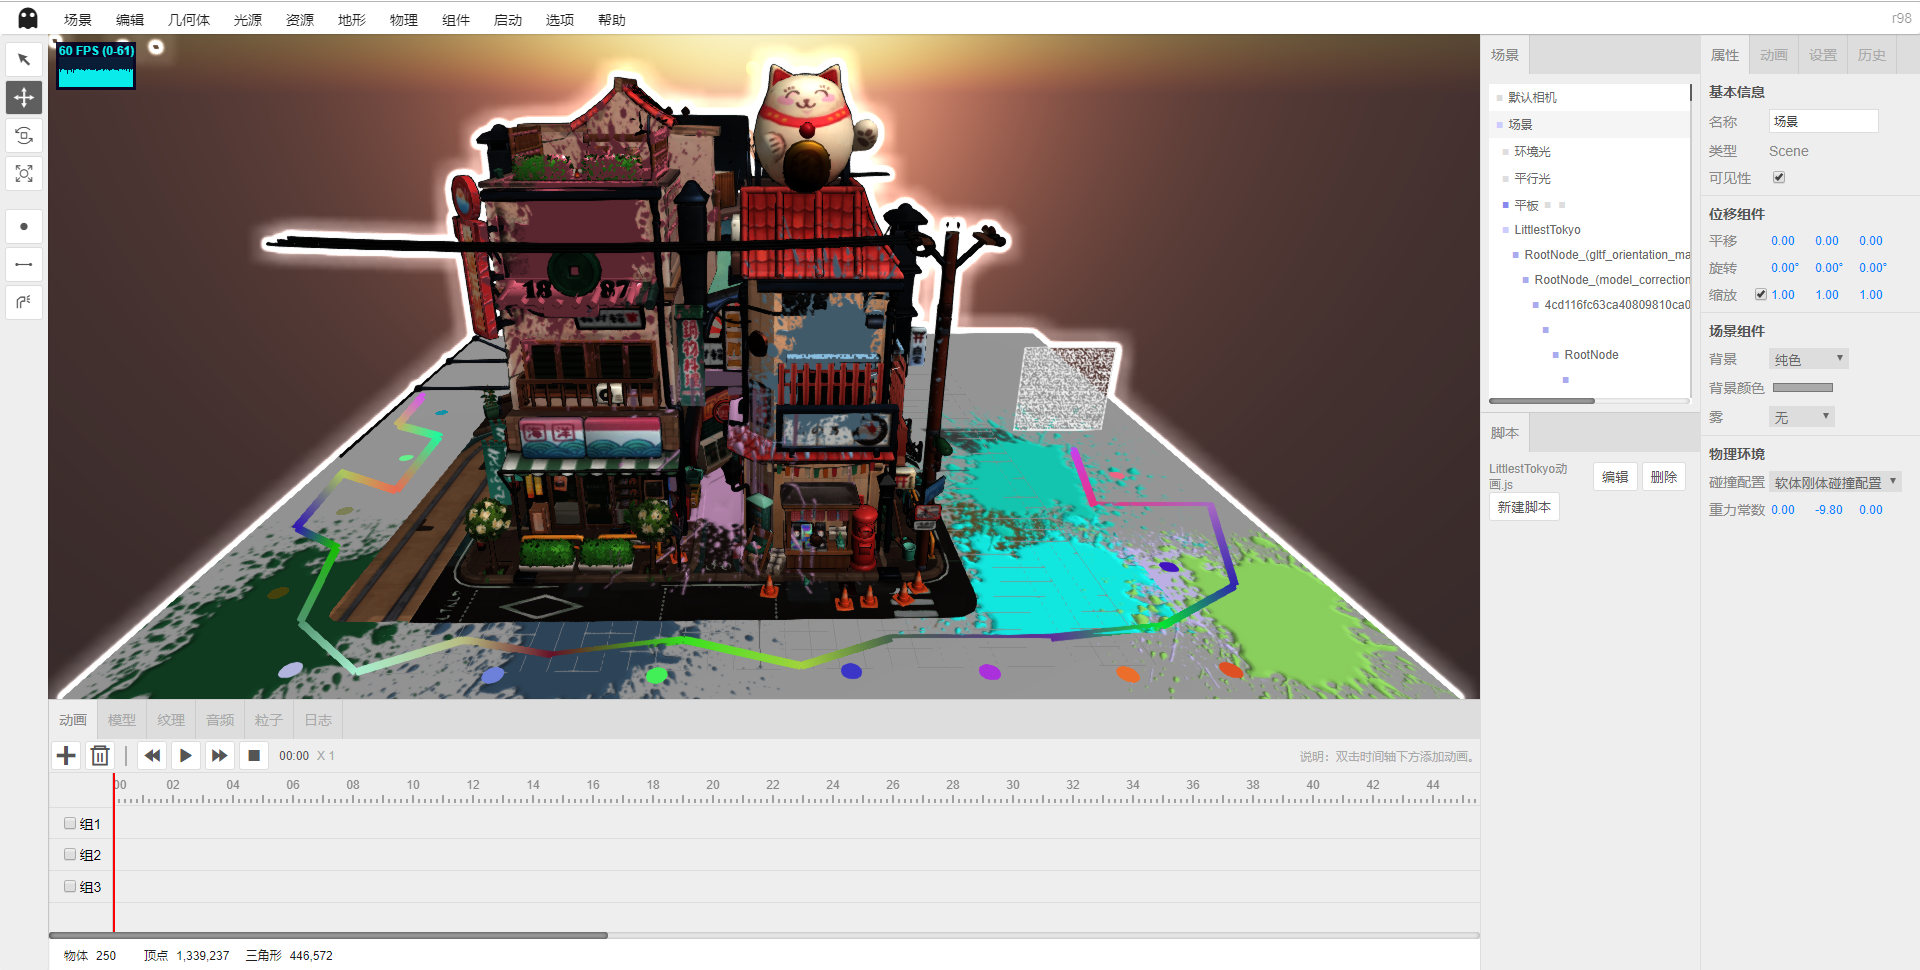 场景 编辑 几何体 光源 资源 地形 物理 组件 启动 选项 帮助 r98
60 FPS (0-61)
18 87
海洋
场景
默认相机
场景
环境光
平行光
平板
LittlestTokyo
RootNode_(gltf_orientation_ma
RootNode_(model_correction
4cd116fc63ca40809810ca0
RootNode
脚本
LittlestTokyo动画.js 编辑 删除
新建脚本
属性 动画 设置 历史
基本信息
名称 场景
类型 Scene
可见性
位移组件
平移 0.00 0.00 0.00
旋转 0.00° 0.00° 0.00°
缩放 1.00 1.00 1.00
场景组件
背景 纯色
背景颜色
雾 无
物理环境
碰撞配置 软体刚体碰撞配置
重力常数 0.00 -9.80 0.00
动画 模型 纹理 音频 粒子 日志
00:00 X 1 说明：双击时间轴下方添加动画。
00 02 04 06 08 10 12 14 16 18 20 22 24 26 28 30 32 34 36 38 40 42 44
组1
组2
组3
物体 250 顶点 1,339,237 三角形 446,572